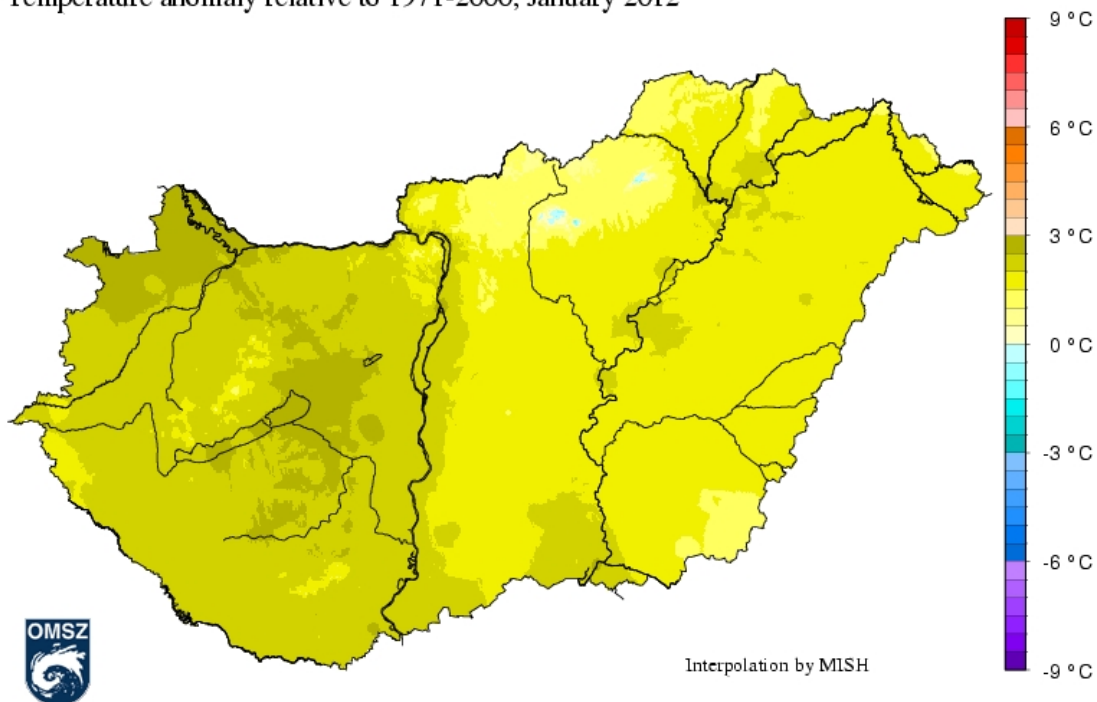 Temperature anomaly relative to 1971-2000, January 2012
9 °C
6 °C
3 °C
0 °C
-3 °C
-6 °C
-9 °C
OMSZ
Interpolation by MISH